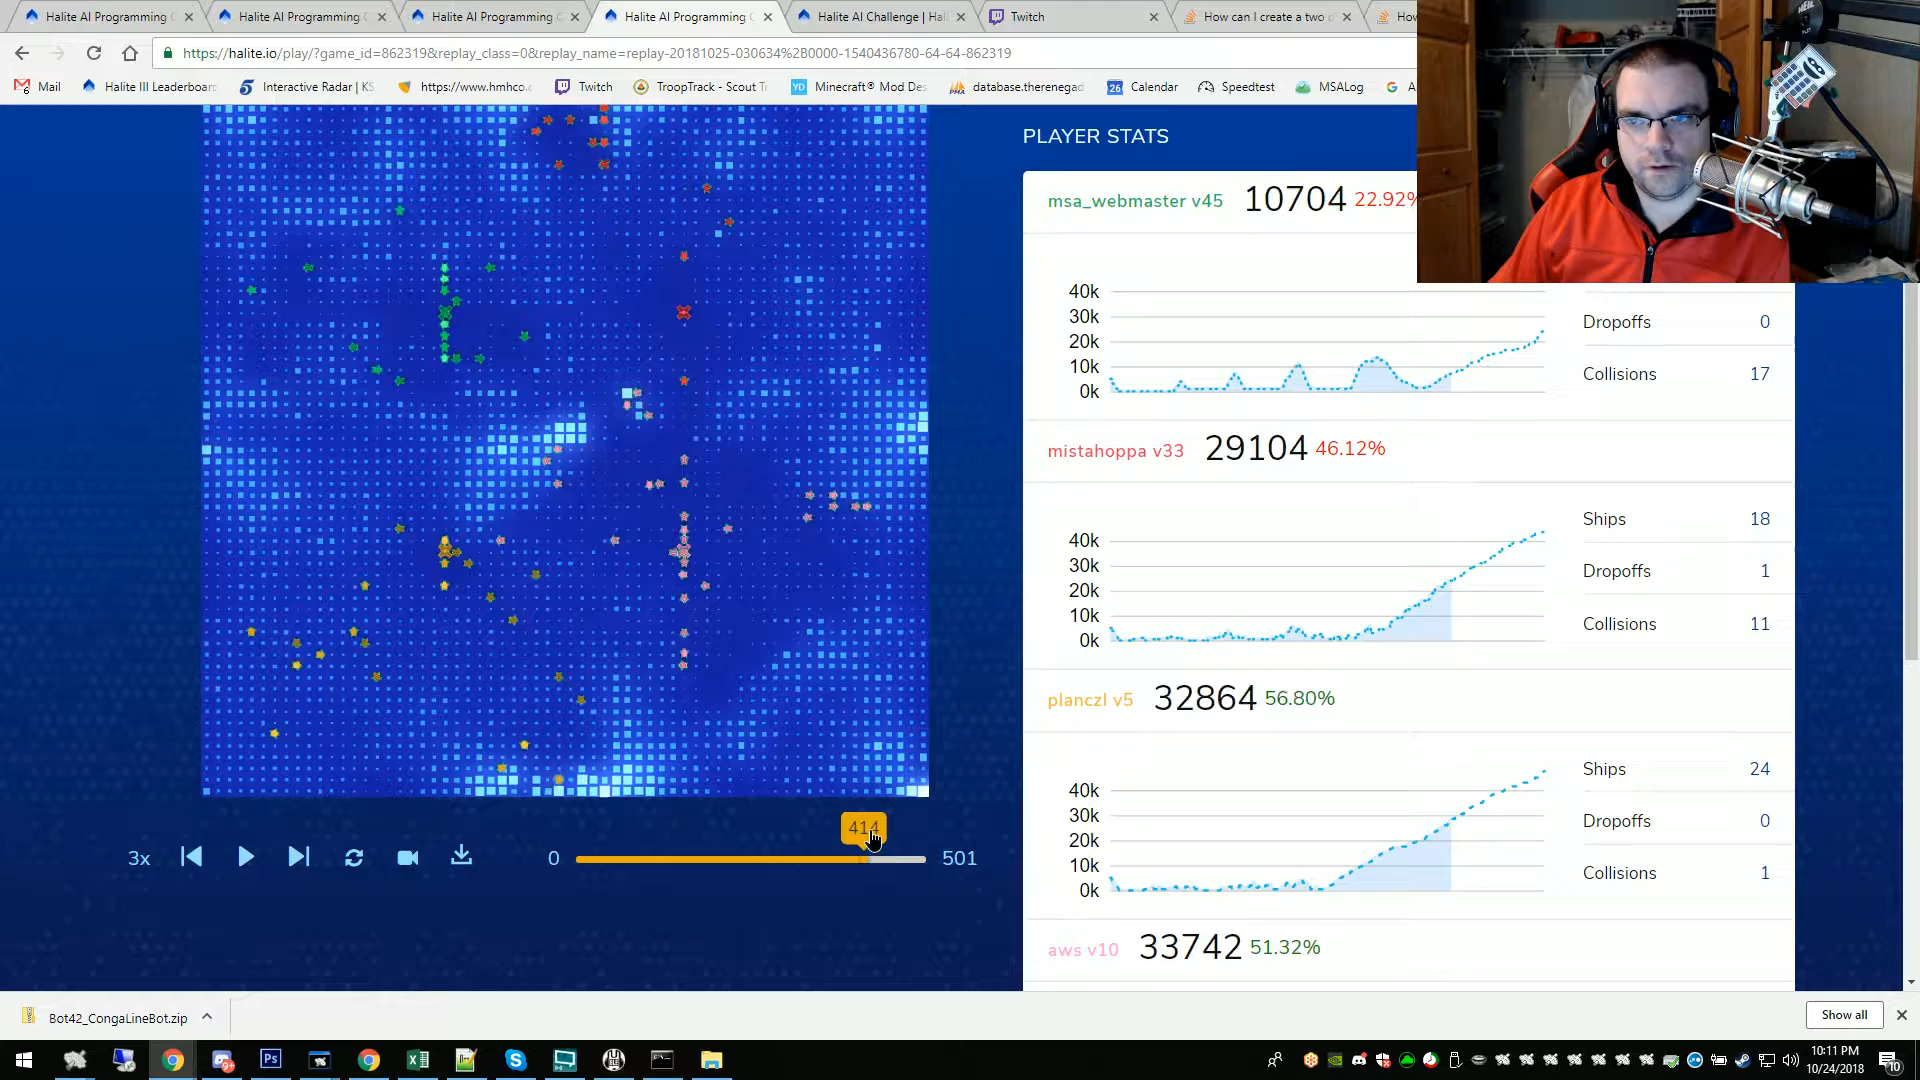 Halite AI Programming C
Halite AI Programming C
Halite AI Programming C
Halite AI Programming C
Halite AI Challenge | Hal
Twitch
How can I create a two d
How
https://halite.io/play/?game_id=862319&replay_class=0&replay_name=replay-20181025-030634%2B0000-1540436780-64-64-862319
Mail
Halite III Leaderboard
Interactive Radar | KS
https://www.hmhco.c
Twitch
TroopTrack - Scout T
Minecraft® Mod Des
database.therenegad
26
Calendar
Speedtest
MSALog
PLAYER STATS
msa_webmaster v45 10704 22.92%
40k
30k
20k
10k
0k
Dropoffs 0
Collisions 17
mistahoppa v33 29104 46.12%
40k
30k
20k
10k
0k
Ships 18
Dropoffs 1
Collisions 11
planczl v5 32864 56.80%
40k
30k
20k
10k
0k
Ships 24
Dropoffs 0
Collisions 1
aws v10 33742 51.32%
414
3x
0
501
Bot42_CongaLineBot.zip
Show all
10:11 PM
10/24/2018